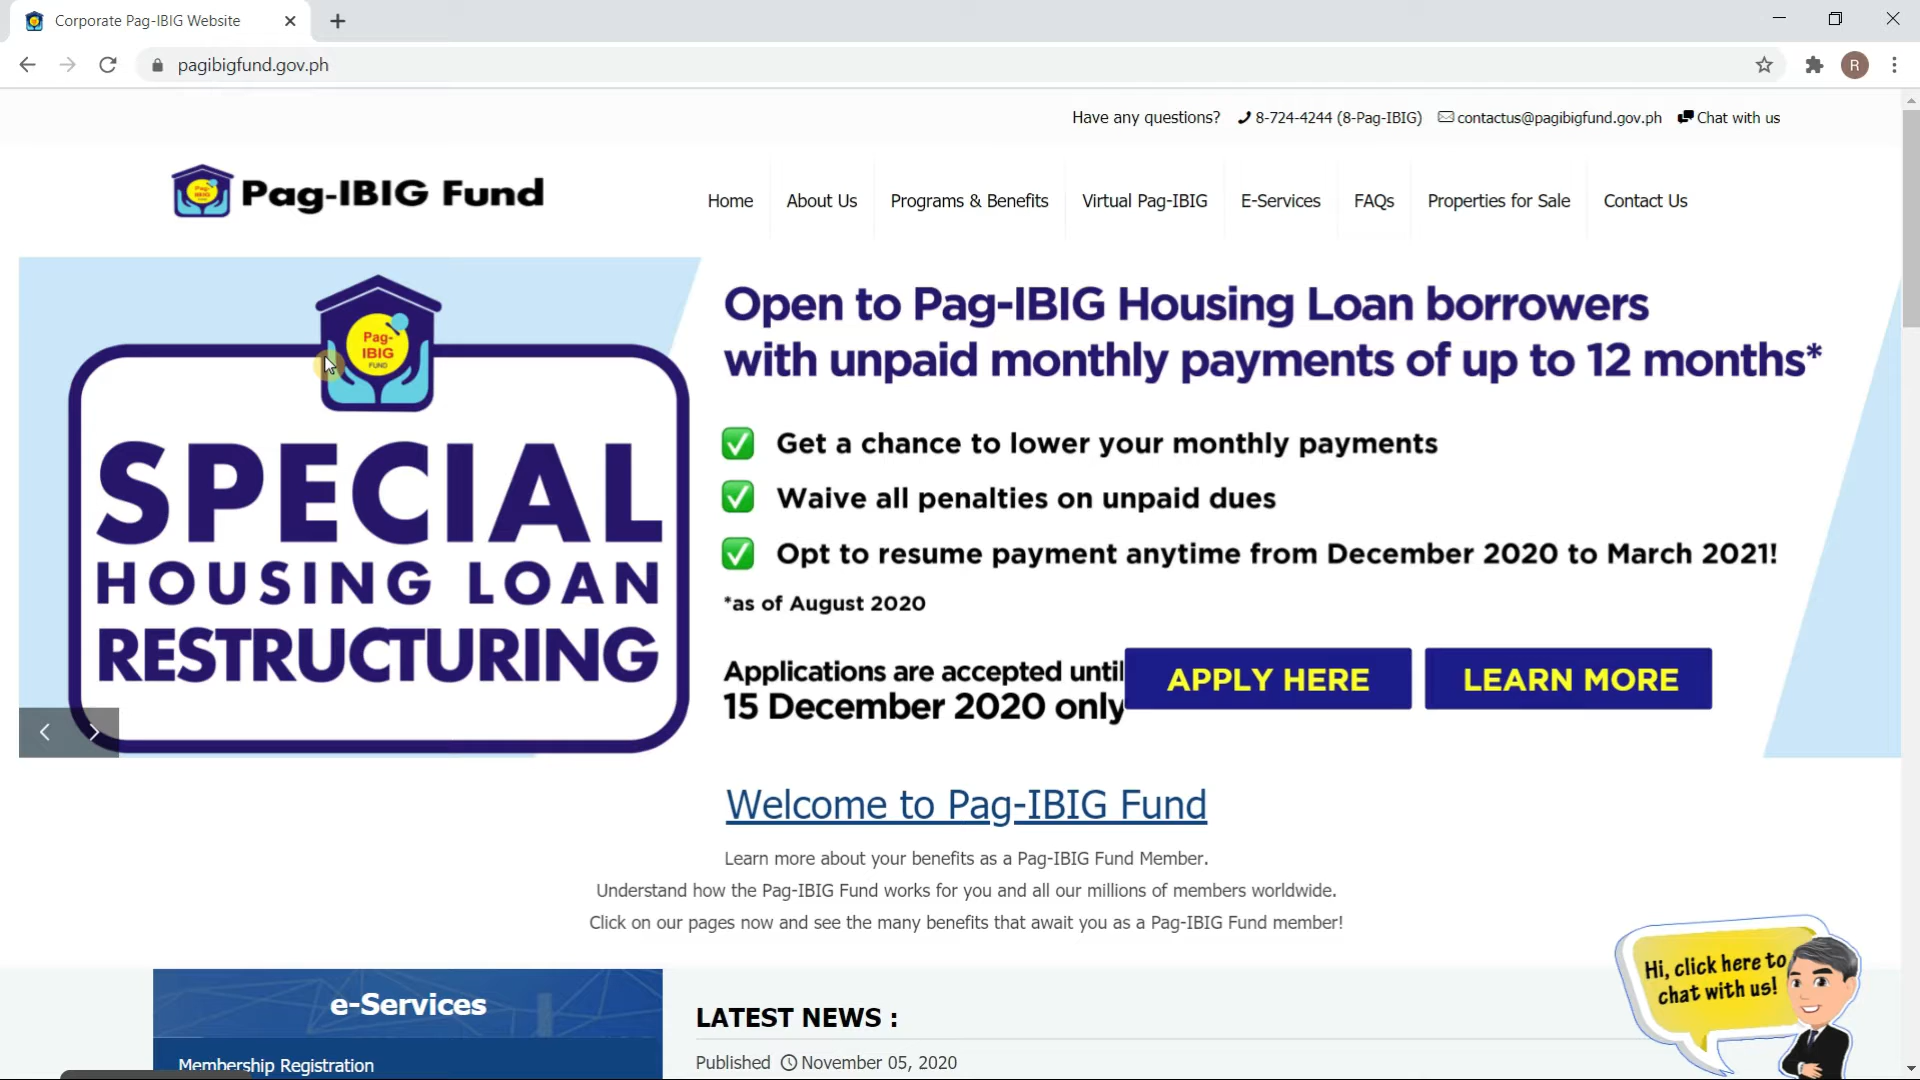 Corporate Pag-IBIG Website
pagibigfund.gov.ph
R
Have any questions? 8-724-4244 (8-Pag-IBIG) contactus@pagibigfund.gov.ph Chat with us
Pag-IBIG Fund
Home About Us Programs & Benefits Virtual Pag-IBIG E-Services FAQs Properties for Sale Contact Us
Pag-
IBIG
FUND
SPECIAL
HOUSING LOAN
RESTRUCTURING
Open to Pag-IBIG Housing Loan borrowers
with unpaid monthly payments of up to 12 months*
Get a chance to lower your monthly payments
Waive all penalties on unpaid dues
Opt to resume payment anytime from December 2020 to March 2021!
*as of August 2020
Applications are accepted until
15 December 2020 only
APPLY HERE
LEARN MORE
Welcome to Pag-IBIG Fund
Learn more about your benefits as a Pag-IBIG Fund Member.
Understand how the Pag-IBIG Fund works for you and all our millions of members worldwide.
Click on our pages now and see the many benefits that await you as a Pag-IBIG Fund member!
Hi, click here to
chat with us!
e-Services
Membership Registration
LATEST NEWS :
Published November 05, 2020